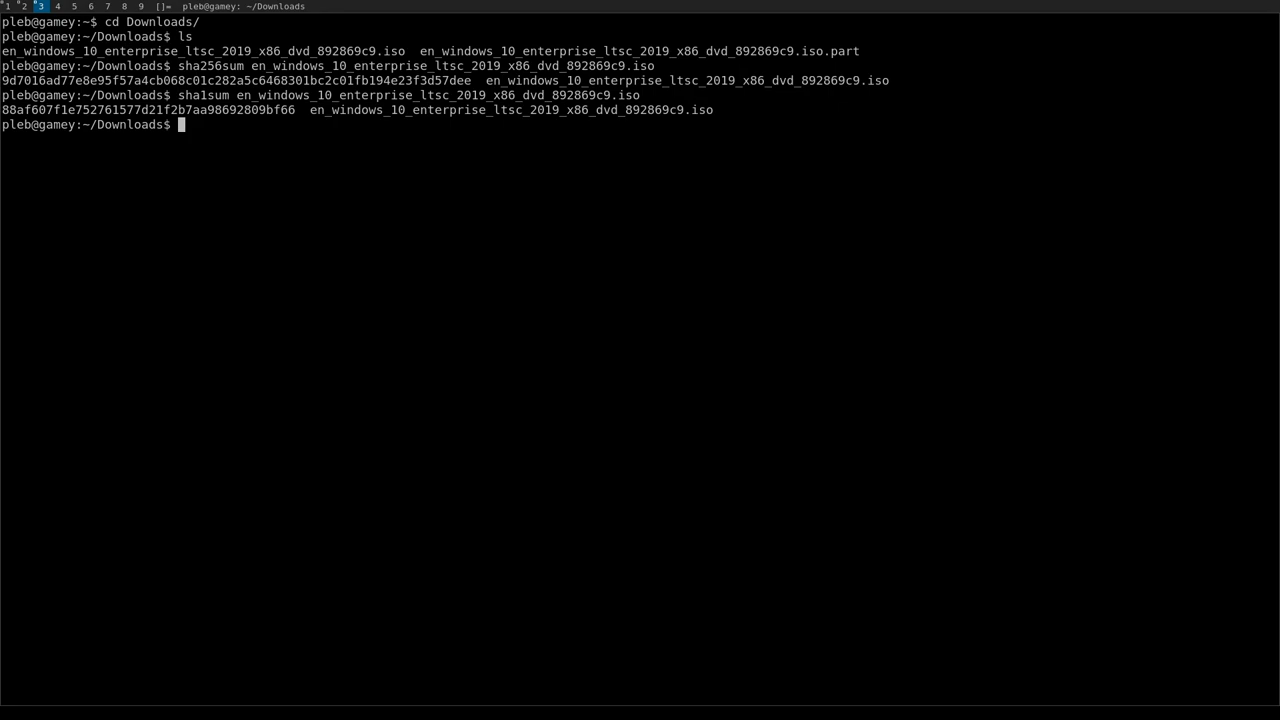 1 2 3 4 5 6 7 8 9 []= pleb@gamey: ~/Downloads
pleb@gamey:~$ cd Downloads/
pleb@gamey:~/Downloads$ ls
en_windows_10_enterprise_ltsc_2019_x86_dvd_892869c9.iso  en_windows_10_enterprise_ltsc_2019_x86_dvd_892869c9.iso.part
pleb@gamey:~/Downloads$ sha256sum en_windows_10_enterprise_ltsc_2019_x86_dvd_892869c9.iso
9d7016ad77e8e95f57a4cb068c01c282a5c6468301bc2c01fb194e23f3d57dee  en_windows_10_enterprise_ltsc_2019_x86_dvd_892869c9.iso
pleb@gamey:~/Downloads$ sha1sum en_windows_10_enterprise_ltsc_2019_x86_dvd_892869c9.iso
88af607f1e752761577d21f2b7aa98692809bf66  en_windows_10_enterprise_ltsc_2019_x86_dvd_892869c9.iso
pleb@gamey:~/Downloads$